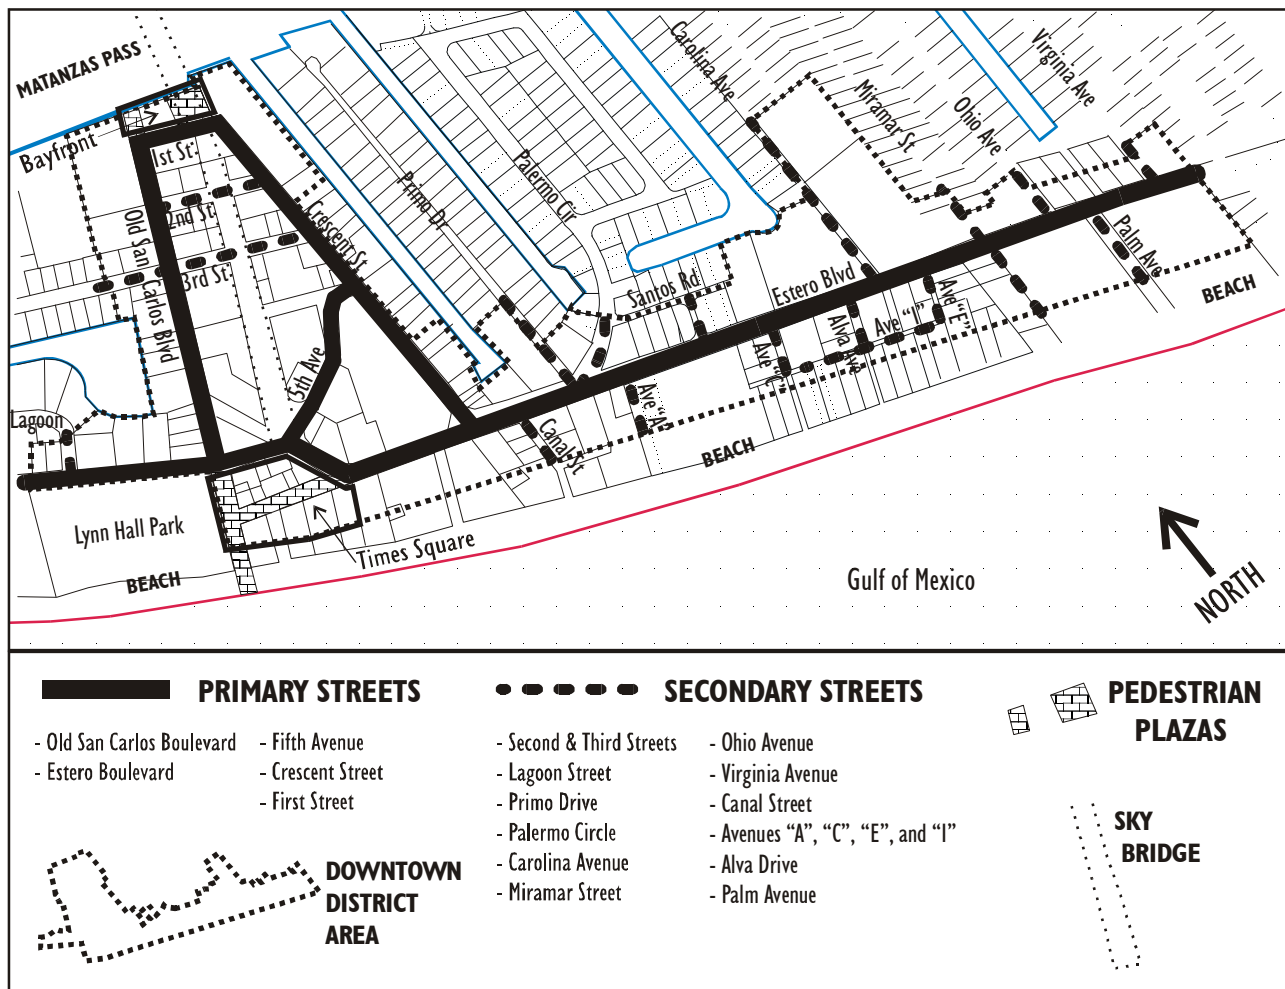 MATANZAS PASS
Bayfront
1st St.
2nd St.
3rd St.
Old San Carlos Blvd
Crescent St.
5th Ave
Primo Dr
Palermo Cir
Carolina Ave
Miramar St
Ohio Ave
Virginia Ave
Santos Rd
Estero Blvd
Palm Ave
BEACH
Ave "E"
Ave "I"
Alva Ave
Ave "C"
Ave "A"
BEACH
Canal St
Lagoon
Lynn Hall Park
BEACH
Times Square
Gulf of Mexico
NORTH
PRIMARY STREETS
- Old San Carlos Boulevard
- Estero Boulevard
- Fifth Avenue
- Crescent Street
- First Street
DOWNTOWN
DISTRICT
AREA
SECONDARY STREETS
- Second & Third Streets
- Lagoon Street
- Primo Drive
- Palermo Circle
- Carolina Avenue
- Miramar Street
- Ohio Avenue
- Virginia Avenue
- Canal Street
- Avenues “A”, “C”, “E”, and “I”
- Alva Drive
- Palm Avenue
PEDESTRIAN
PLAZAS
SKY
BRIDGE